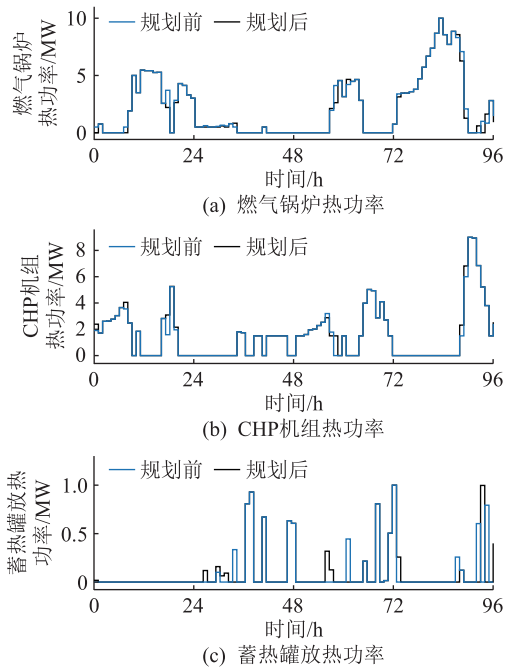 规划前 规划后
燃气锅炉
热功率/MW
10
5
0
0 24 48 72 96
时间/h
(a) 燃气锅炉热功率
规划前 规划后
CHP机组
热功率/MW
8
6
4
2
0
0 24 48 72 96
时间/h
(b) CHP机组热功率
规划前 规划后
蓄热罐放热
功率/MW
1.0
0.5
0
0 24 48 72 96
时间/h
(c) 蓄热罐放热功率